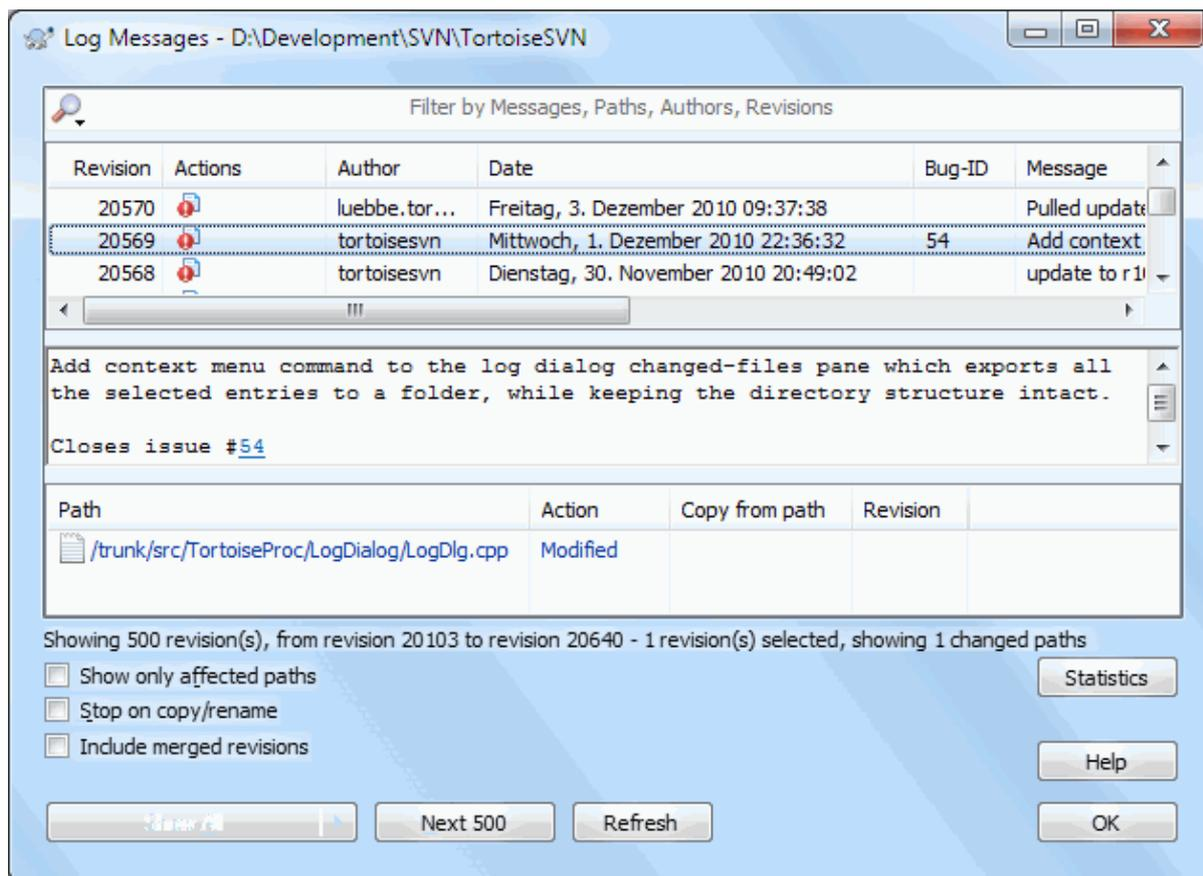 Log Messages - D:\Development\SVN\TortoiseSVN
Filter by Messages, Paths, Authors, Revisions
Revision Actions Author Date Bug-ID Message
20570 luebbe.tor... Freitag, 3. Dezember 2010 09:37:38 Pulled update
20569 tortoisesvn Mittwoch, 1. Dezember 2010 22:36:32 54 Add context
20568 tortoisesvn Dienstag, 30. November 2010 20:49:02 update to
Add context menu command to the log dialog changed-files pane which exports all
the selected entries to a folder, while keeping the directory structure intact.
Closes issue #54
Path Action Copy from path Revision
/trunk/src/TortoiseProc/LogDialog/LogDlg.cpp Modified
Showing 500 revision(s), from revision 20103 to revision 20640 - 1 revision(s) selected, showing 1 changed paths
Show only affected paths
Statistics
Stop on copy/rename
Include merged revisions
Help
Next 500 Refresh OK